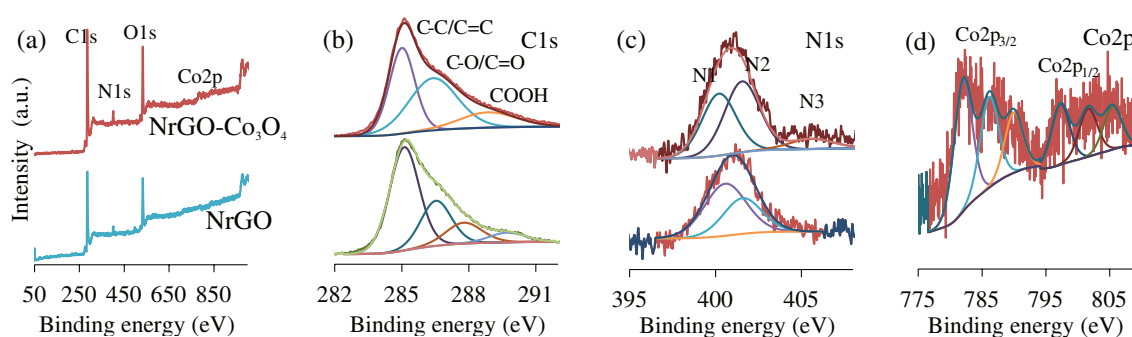 (a)
C1s
O1s
N1s
Co2p
NrGO-Co₃O₄
NrGO
Intensity (a.u.)
50 250 450 650 850
Binding energy (eV)
(b)
C-C/C=C
C1s
C-O/C=O
COOH
282 285 288 291
Binding energy (eV)
(c)
N1s
N1
N2
N3
395 400 405
Binding energy (eV)
(d)
Co2p₃/₂
Co2p
Co2p₁/₂
775 785 795 805
Binding energy (eV)